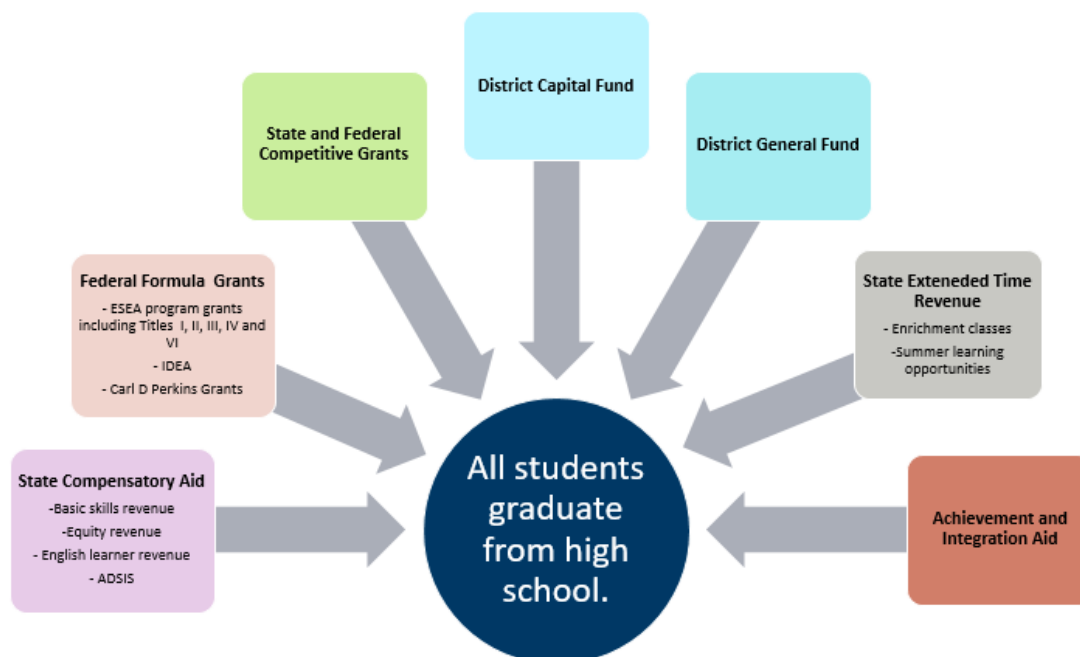 District Capital Fund
State and Federal
Competitive Grants
District General Fund
Federal Formula  Grants
- ESEA program grants
including Titles  I, II, III, IV and
VI
- IDEA
- Carl D Perkins Grants
State Exteneded Time
Revenue
- Enrichment classes
-Summer learning
opportunities
State Compensatory Aid
-Basic skills revenue
-Equity revenue
- English learner revenue
- ADSIS
All students
graduate
from high
school.
Achievement and
Integration Aid